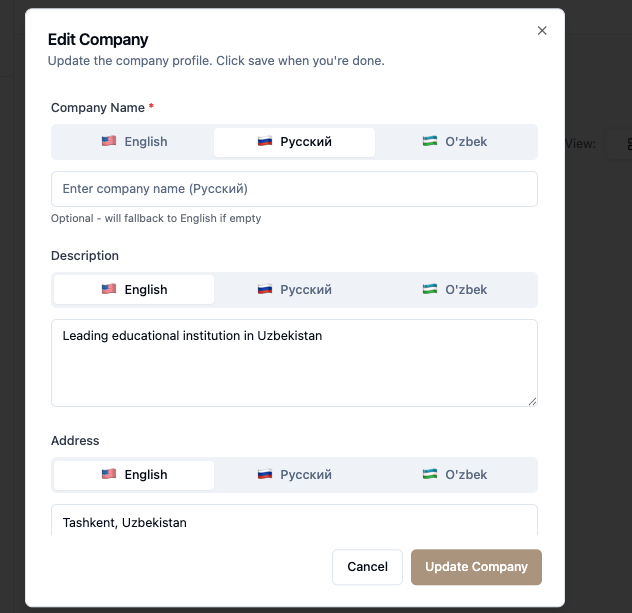 Edit Company
Update the company profile. Click save when you're done.
Company Name *
English Русский O'zbek
View:
Enter company name (Русский)
Optional - will fallback to English if empty
Description
English Русский O'zbek
Leading educational institution in Uzbekistan
Address
English Русский O'zbek
Tashkent, Uzbekistan
Cancel Update Company